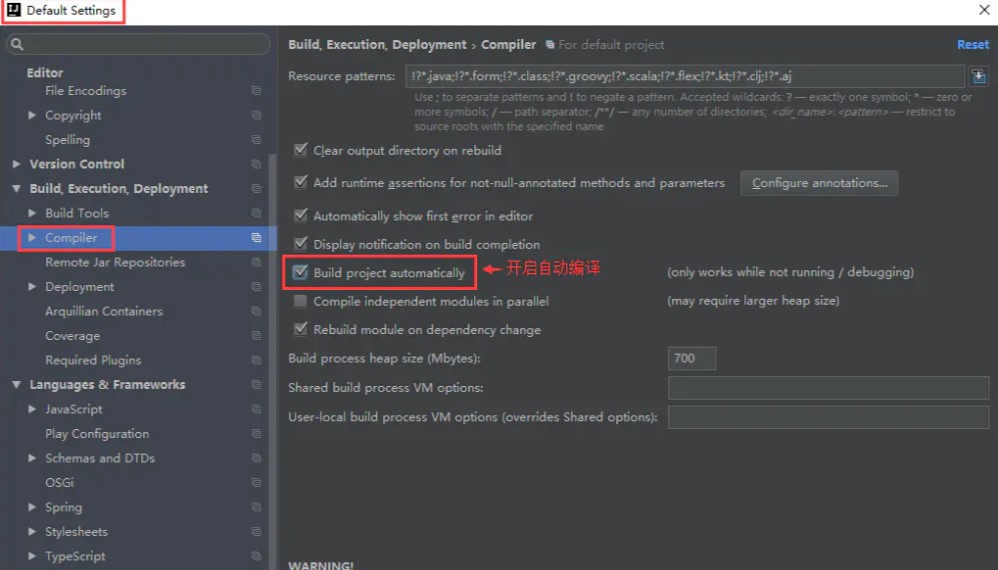 Default Settings
Build, Execution, Deployment › Compiler For default project Reset
Editor
File Encodings
Copyright
Spelling
Version Control
Build, Execution, Deployment
Build Tools
Compiler
Remote Jar Repositories
Deployment
Arquillian Containers
Coverage
Required Plugins
Languages & Frameworks
JavaScript
Play Configuration
Schemas and DTDs
OSGi
Spring
Stylesheets
TypeScript
Resource patterns: !?*.java;!?*.form;!?*.class;!?*.groovy;!?*.scala;!?*.flex;!?*.kt;!?*.clj;!?*.aj
Use ; to separate patterns and ! to negate a pattern. Accepted wildcards: ? — exactly one symbol; * — zero or
more symbols; / — path separator; /**/ — any number of directories; <dir_name>: <pattern> — restrict to
source roots with the specified name
Clear output directory on rebuild
Add runtime assertions for not-null-annotated methods and parameters Configure annotations...
Automatically show first error in editor
Display notification on build completion
Build project automatically 开启自动编译 (only works while not running / debugging)
Compile independent modules in parallel (may require larger heap size)
Rebuild module on dependency change
Build process heap size (Mbytes): 700
Shared build process VM options:
User-local build process VM options (overrides Shared options):
WARNING!